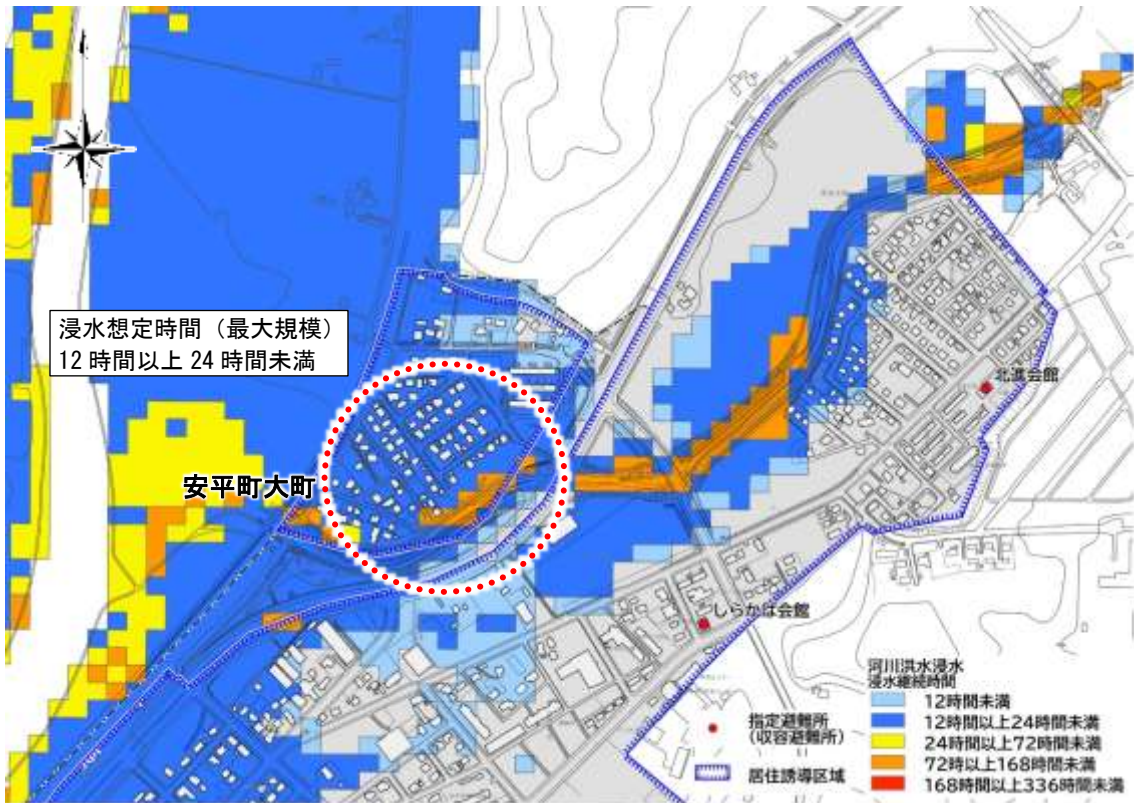 浸水想定時間（最大規模）
12 時間以上 24 時間未満
安平町大町
北進会館
しらかば会館
河川洪水浸水
浸水継続時間
12時間未満
12時間以上24時間未満
24時間以上72時間未満
72時以上168時間未満
168時間以上336時間未満
指定避難所
（収容避難所）
居住誘導区域